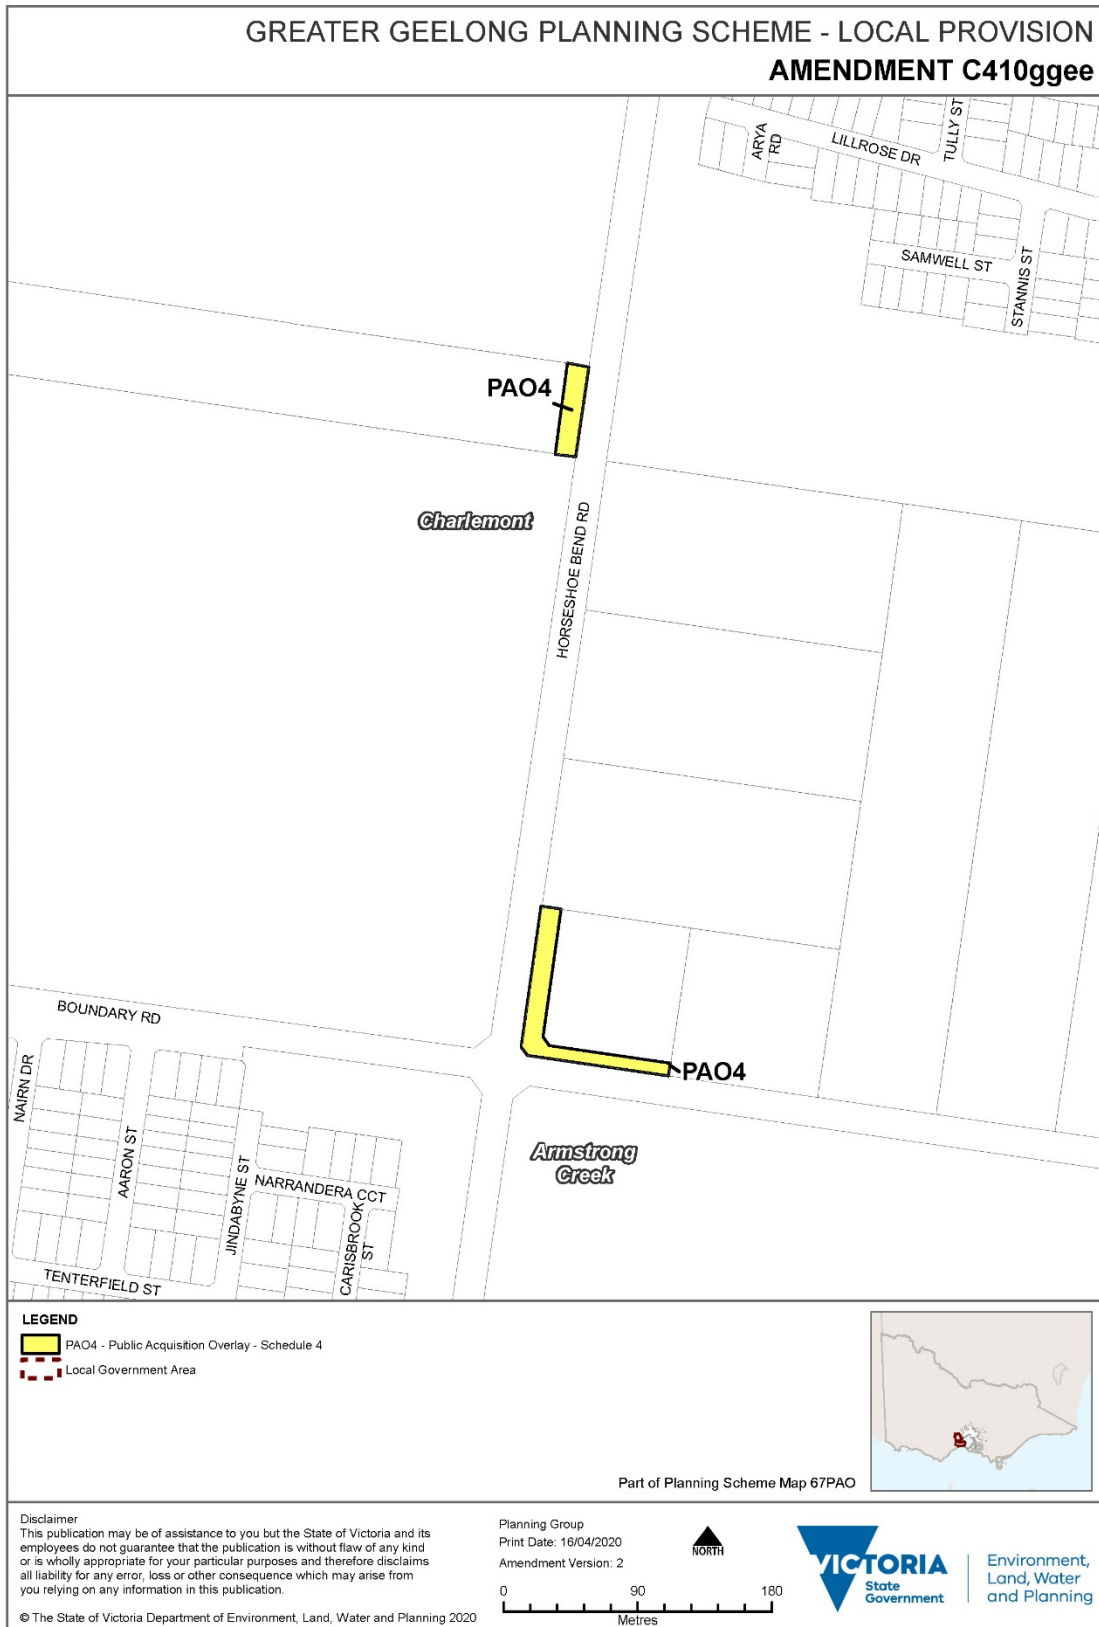 GREATER GEELONG PLANNING SCHEME - LOCAL PROVISION
AMENDMENT C410ggee
ARYA
RD
LILLROSE DR
TULLY ST
SAMWELL ST
STANNIS ST
PAO4
Charlemont
HORSESHOE BEND RD
BOUNDARY RD
PAO4
NAIRN DR
AARON ST
JINDABYNE ST
Armstrong
Creek
NARRANDERA CCT
CARISBROOK
ST
TENTERFIELD ST
LEGEND
PAO4 - Public Acquisition Overlay - Schedule 4
Local Government Area
Part of Planning Scheme Map 67PAO
Disclaimer
This publication may be of assistance to you but the State of Victoria and its
employees do not guarantee that the publication is without flaw of any kind
or is wholly appropriate for your particular purposes and therefore disclaims
all liability for any error, loss or other consequence which may arise from
you relying on any information in this publication.
© The State of Victoria Department of Environment, Land, Water and Planning 2020
Planning Group
Print Date: 16/04/2020
Amendment Version: 2
NORTH
0 90 180
Metres
VICTORIA
State
Government
Environment,
Land, Water
and Planning